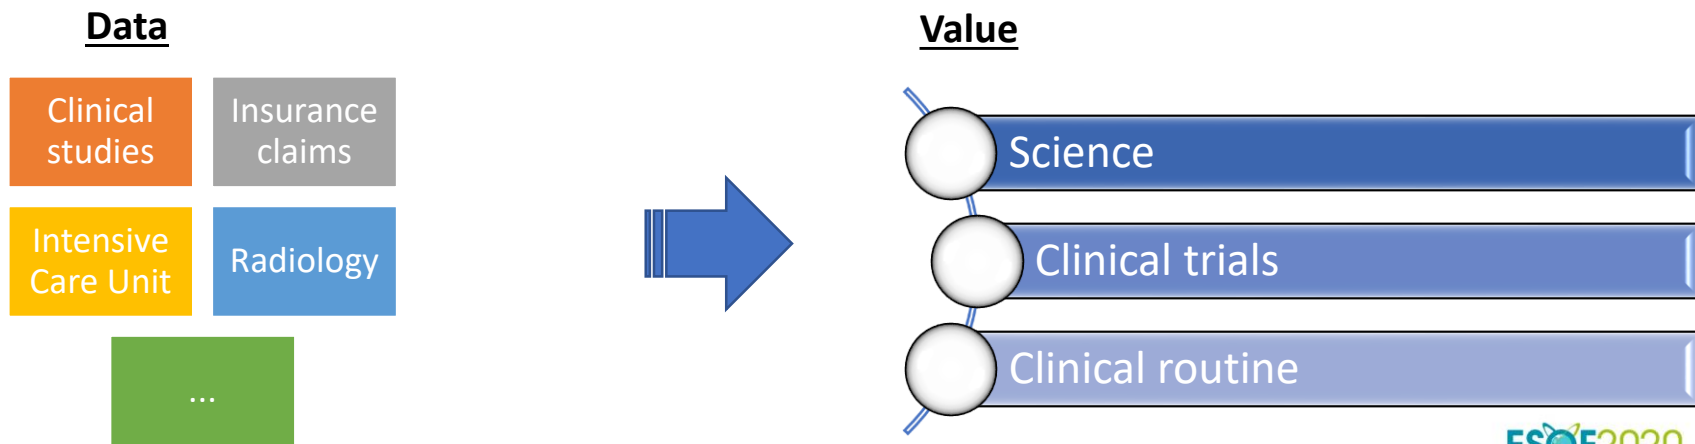 Data
Clinical
studies
Insurance
claims
Intensive
Care Unit
Radiology
...
Value
Science
Clinical trials
Clinical routine